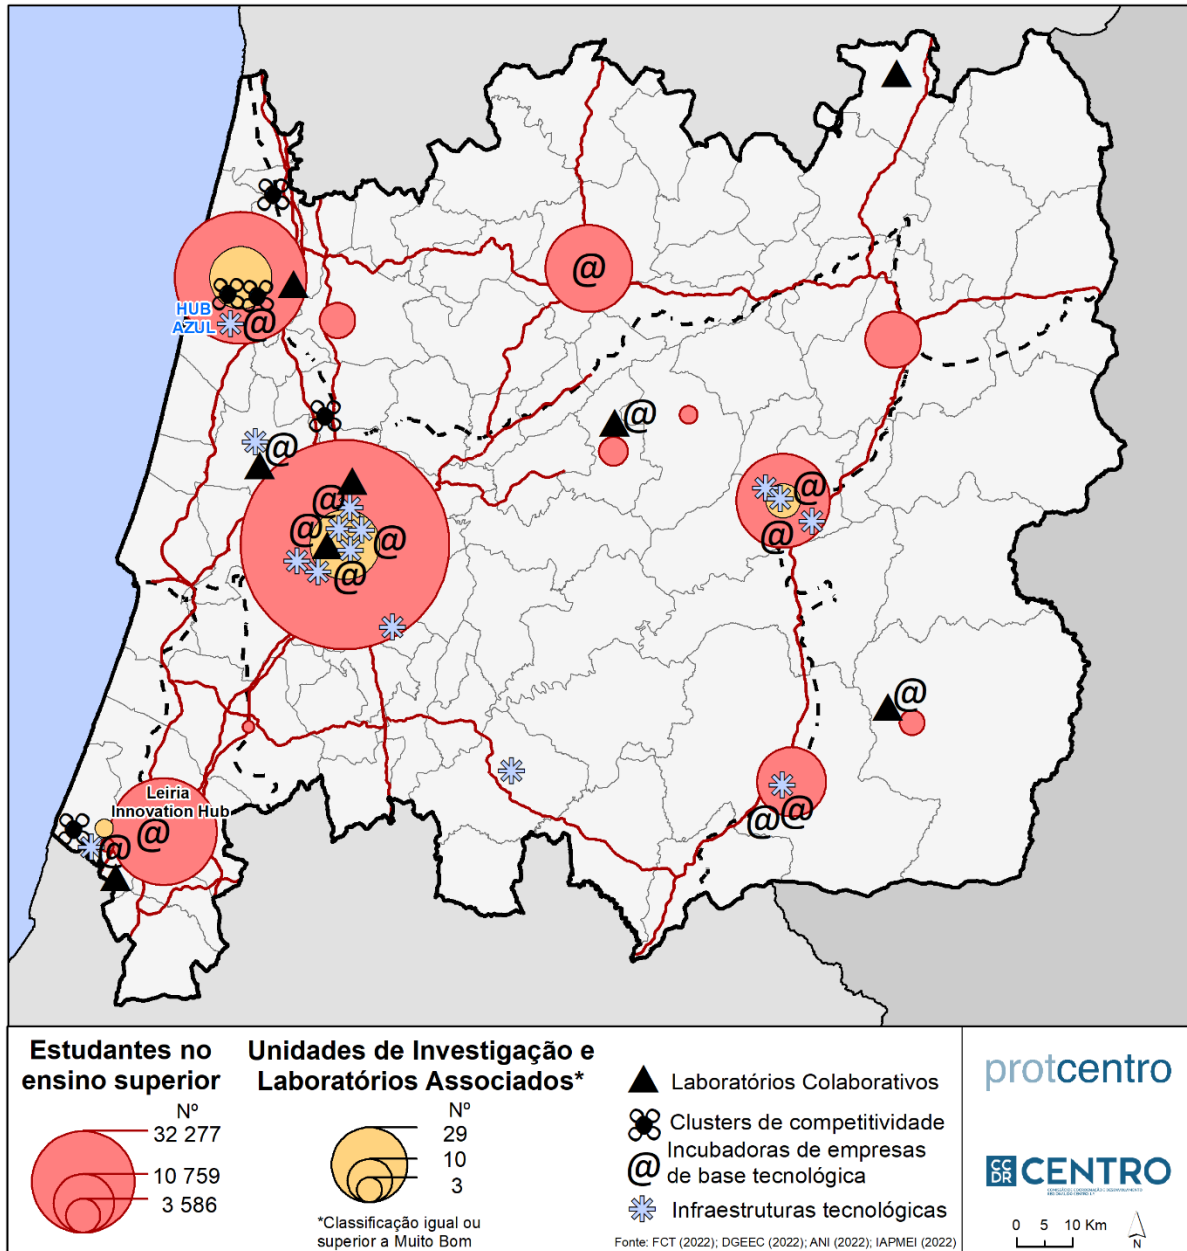 HUB
AZUL
@
@
@
@
@
@
@
@
@
@
@
@
Leiria
Innovation Hub
@
@
@
@
Estudantes no
ensino superior
Nº
32 277
10 759
3 586
Unidades de Investigação e
Laboratórios Associados*
Nº
29
10
3
*Classificação igual ou
superior a Muito Bom
Laboratórios Colaborativos
Clusters de competitividade
@ Incubadoras de empresas
de base tecnológica
Infraestruturas tecnológicas
Fonte: FCT (2022); DGEEC (2022); ANI (2022); IAPMEI (2022)
protcentro
CC
DR
CENTRO
0 5 10 Km
N